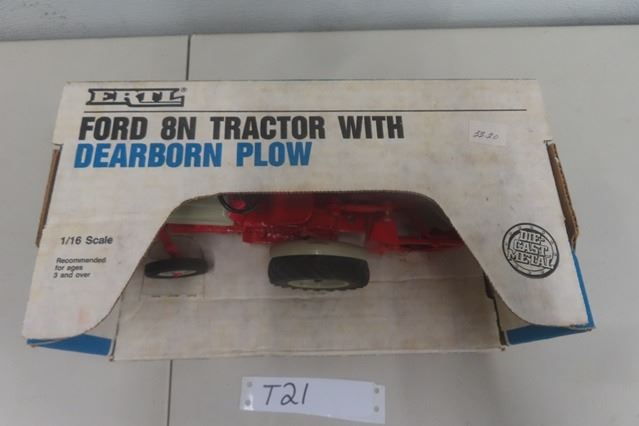 ERTL®
FORD 8N TRACTOR WITH
DEARBORN PLOW
1/16 Scale
Recommended
for ages
3 and over
DIE-
CAST
METAL
T21